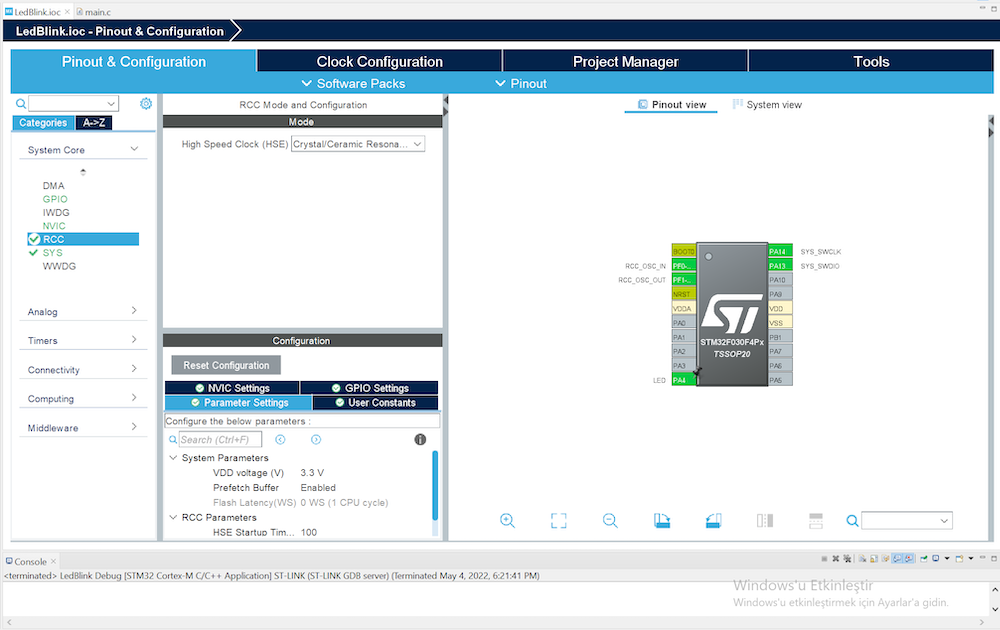 LedBlink.ioc
main.c
LedBlink.ioc - Pinout & Configuration
Pinout & Configuration
Clock Configuration
Project Manager
Tools
Software Packs
Pinout
Categories
A->Z
System Core
DMA
GPIO
IWDG
NVIC
RCC
SYS
WWDG
Analog
Timers
Connectivity
Computing
Middleware
RCC Mode and Configuration
Mode
High Speed Clock (HSE) Crystal/Ceramic Resona...
Configuration
Reset Configuration
NVIC Settings
GPIO Settings
Parameter Settings
User Constants
Configure the below parameters :
Search (Ctrl+F)
System Parameters
VDD voltage (V) 3.3 V
Prefetch Buffer Enabled
Flash Latency(WS) 0 WS (1 CPU cycle)
RCC Parameters
HSE Startup Tim... 100
Pinout view
System view
BOOT0 PA14 SYS_SWCLK
RCC_OSC_IN PF0-.. PA13 SYS_SWDIO
RCC_OSC_OUT PF1-.. PA10
NRST PA9
VDDA VDD
PA0 VSS
PA1 PB1
PA2 PA7
PA3 PA6
LED PA4 PA5
ST
STM32F030F4Px
TSSOP20
Console
<terminated> LedBlink Debug [STM32 Cortex-M C/C++ Application] ST-LINK (ST-LINK GDB server) (Terminated May 4, 2022, 6:21:41 PM)
Windows'u Etkinleştir
Windows'u etkinleştirmek için Ayarlar'a gidin.